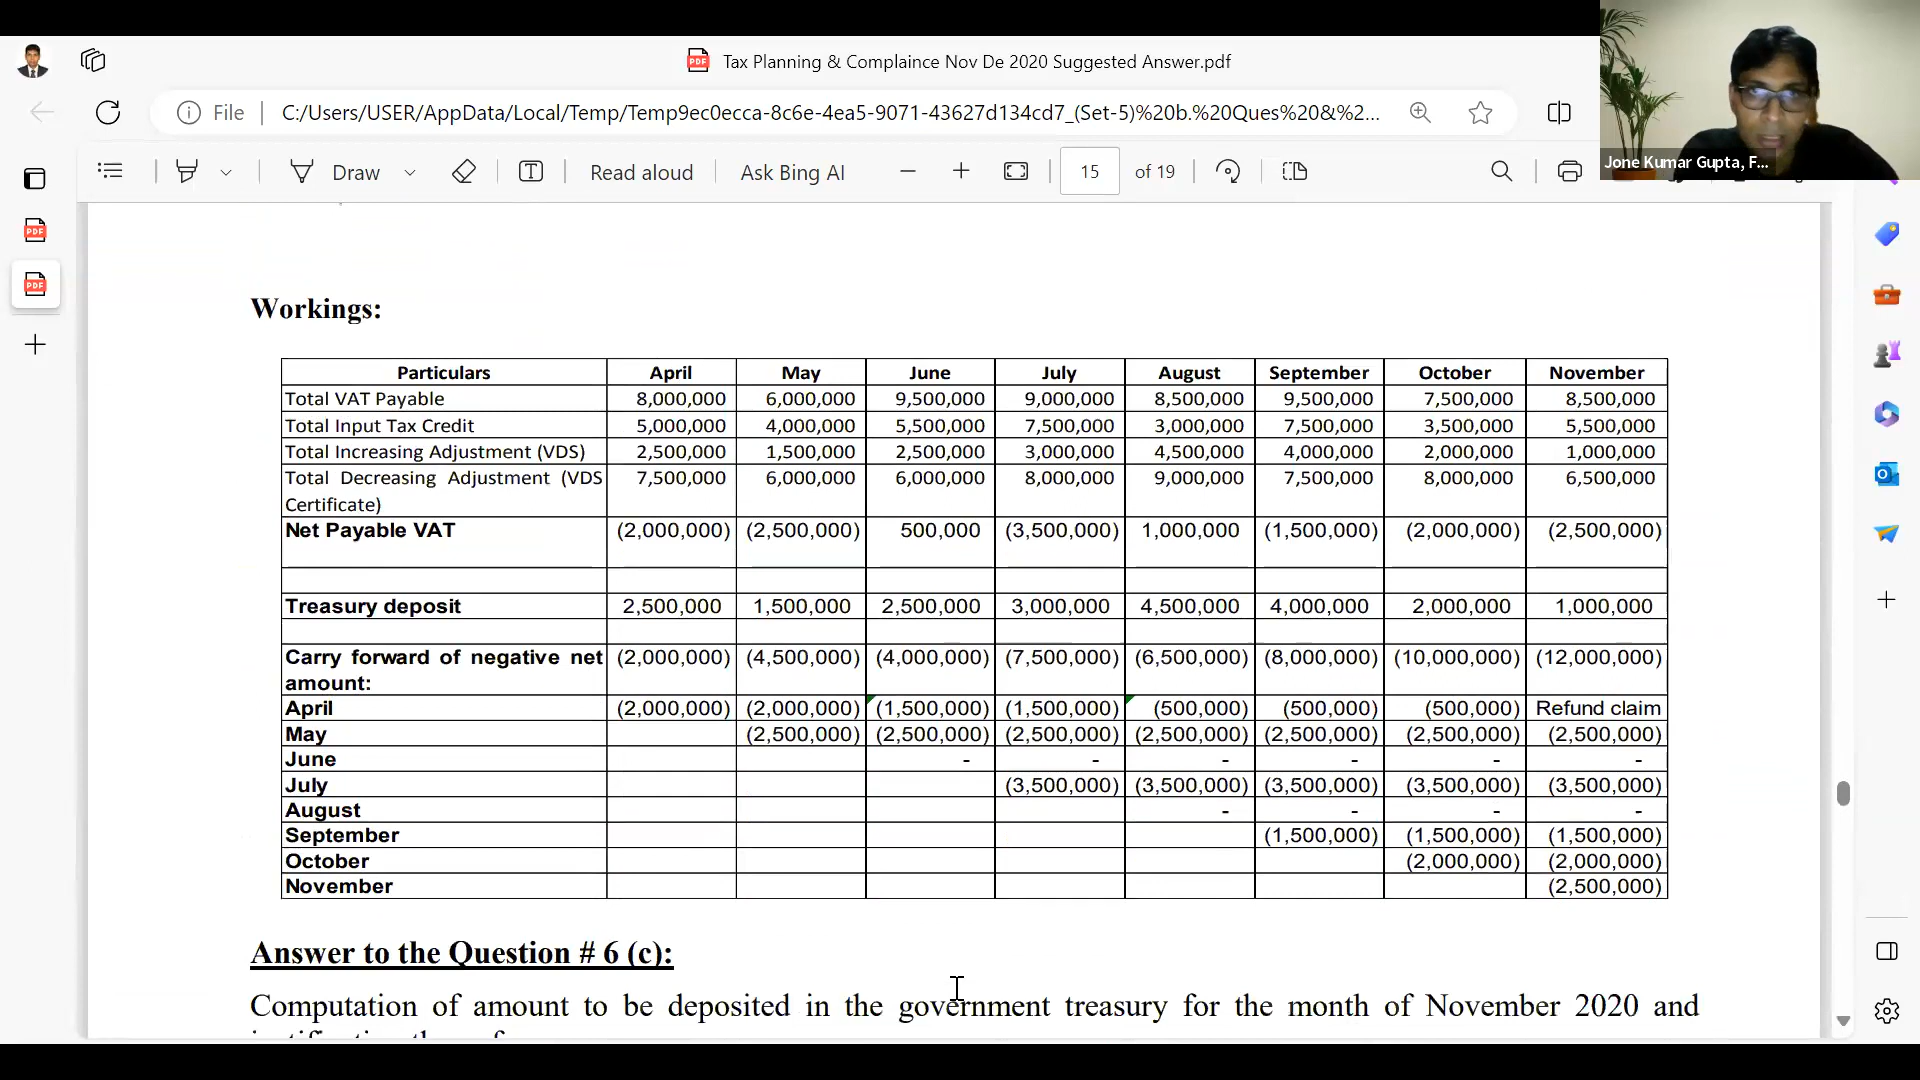 Tax Planning & Complaince Nov De 2020 Suggested Answer.pdf
File C:/Users/USER/AppData/Local/Temp/Temp9ec0ecca-8c6e-4ea5-9071-43627d134cd7_(Set-5)%20b.%20Ques%20&%2...
Draw Read aloud Ask Bing AI 15 of 19
Jone Kumar Gupta, F...
Workings:
Particulars April May June July August September October November
Total VAT Payable 8,000,000 6,000,000 9,500,000 9,000,000 8,500,000 9,500,000 7,500,000 8,500,000
Total Input Tax Credit 5,000,000 4,000,000 5,500,000 7,500,000 3,000,000 7,500,000 3,500,000 5,500,000
Total Increasing Adjustment (VDS) 2,500,000 1,500,000 2,500,000 3,000,000 4,500,000 4,000,000 2,000,000 1,000,000
Total Decreasing Adjustment (VDS 7,500,000 6,000,000 6,000,000 8,000,000 9,000,000 7,500,000 8,000,000 6,500,000
Certificate)
Net Payable VAT (2,000,000) (2,500,000) 500,000 (3,500,000) 1,000,000 (1,500,000) (2,000,000) (2,500,000)
Treasury deposit 2,500,000 1,500,000 2,500,000 3,000,000 4,500,000 4,000,000 2,000,000 1,000,000
Carry forward of negative net (2,000,000) (4,500,000) (4,000,000) (7,500,000) (6,500,000) (8,000,000) (10,000,000) (12,000,000)
amount:
April (2,000,000) (2,000,000) (1,500,000) (1,500,000) (500,000) (500,000) (500,000) Refund claim
May (2,500,000) (2,500,000) (2,500,000) (2,500,000) (2,500,000) (2,500,000) (2,500,000)
June - - - - - -
July (3,500,000) (3,500,000) (3,500,000) (3,500,000) (3,500,000)
August - - - -
September (1,500,000) (1,500,000) (1,500,000)
October (2,000,000) (2,000,000)
November (2,500,000)
Answer to the Question # 6 (c):
Computation of amount to be deposited in the government treasury for the month of November 2020 and